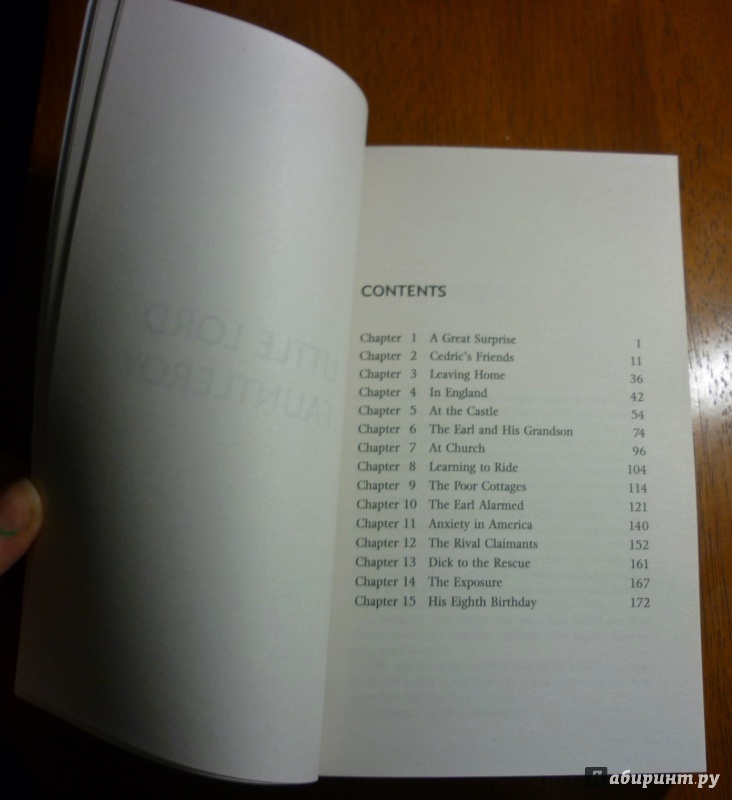 LITTLE LORD
FAUNTLEROY
CONTENTS
Chapter 1 A Great Surprise 1
Chapter 2 Cedric's Friends 11
Chapter 3 Leaving Home 36
Chapter 4 In England 42
Chapter 5 At the Castle 54
Chapter 6 The Earl and His Grandson 74
Chapter 7 At Church 96
Chapter 8 Learning to Ride 104
Chapter 9 The Poor Cottages 114
Chapter 10 The Earl Alarmed 121
Chapter 11 Anxiety in America 140
Chapter 12 The Rival Claimants 152
Chapter 13 Dick to the Rescue 161
Chapter 14 The Exposure 167
Chapter 15 His Eighth Birthday 172
Лабиринт.ру